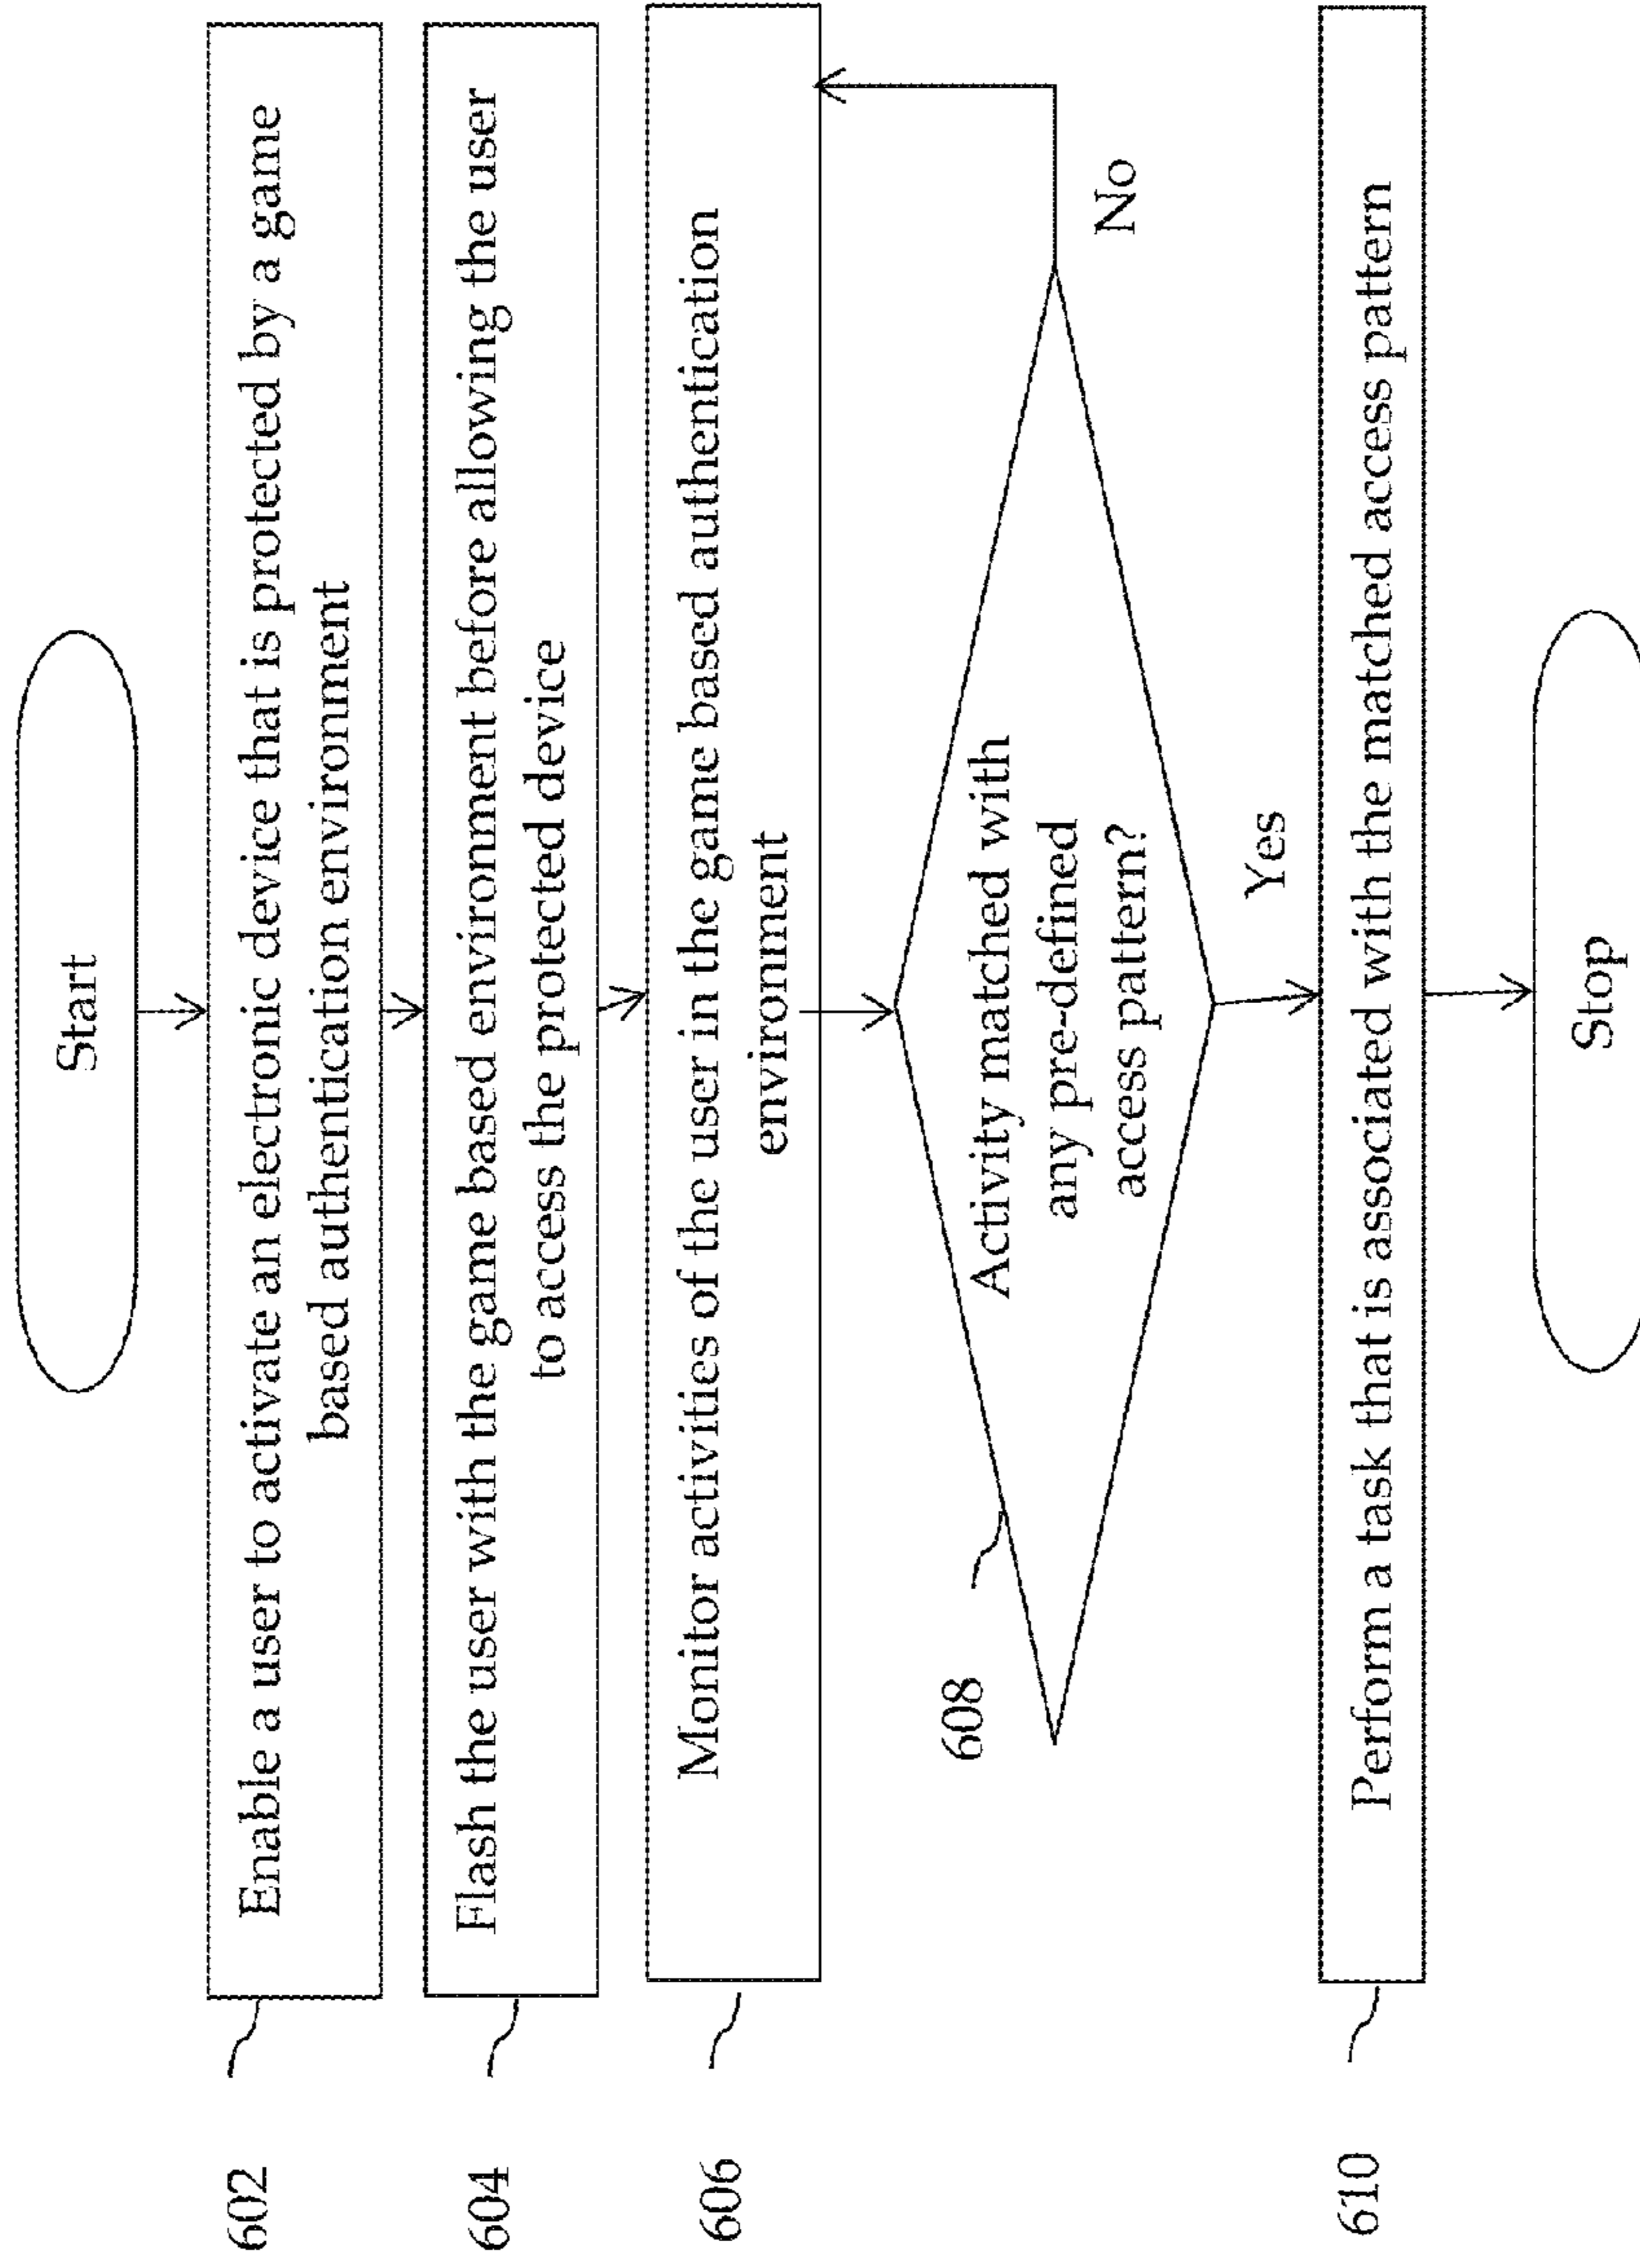 Start
602
Enable a user to activate an electronic device that is protected by a game
based authentication environment
604
Flash the user with the game based environment before allowing the user
to access the protected device
606
Monitor activities of the user in the game based authentication
environment
608
Activity matched with
any pre-defined
access pattern?
No
Yes
610
Perform a task that is associated with the matched access pattern
Stop